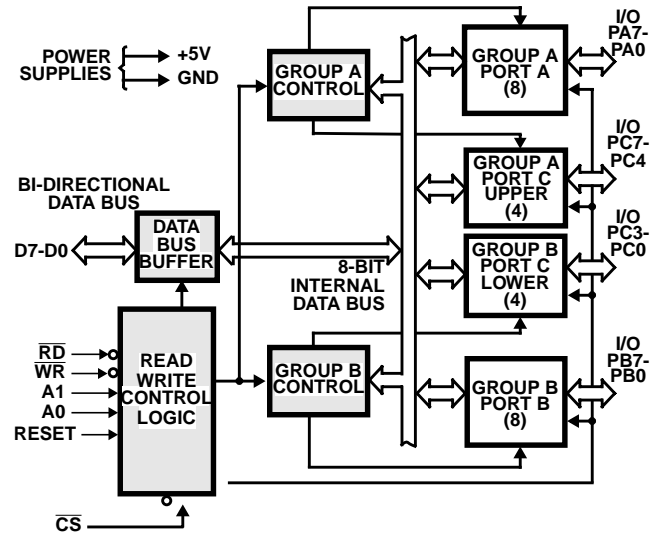 POWER
SUPPLIES
+5V
GND
GROUP A
CONTROL
GROUP A
PORT A
(8)
I/O
PA7-
PA0
GROUP A
PORT C
UPPER
(4)
I/O
PC7-
PC4
BI-DIRECTIONAL
DATA BUS
D7-D0
DATA
BUS
BUFFER
8-BIT
INTERNAL
DATA BUS
GROUP B
PORT C
LOWER
(4)
I/O
PC3-
PC0
RD
WR
A1
A0
RESET
READ
WRITE
CONTROL
LOGIC
GROUP B
CONTROL
GROUP B
PORT B
(8)
I/O
PB7-
PB0
CS